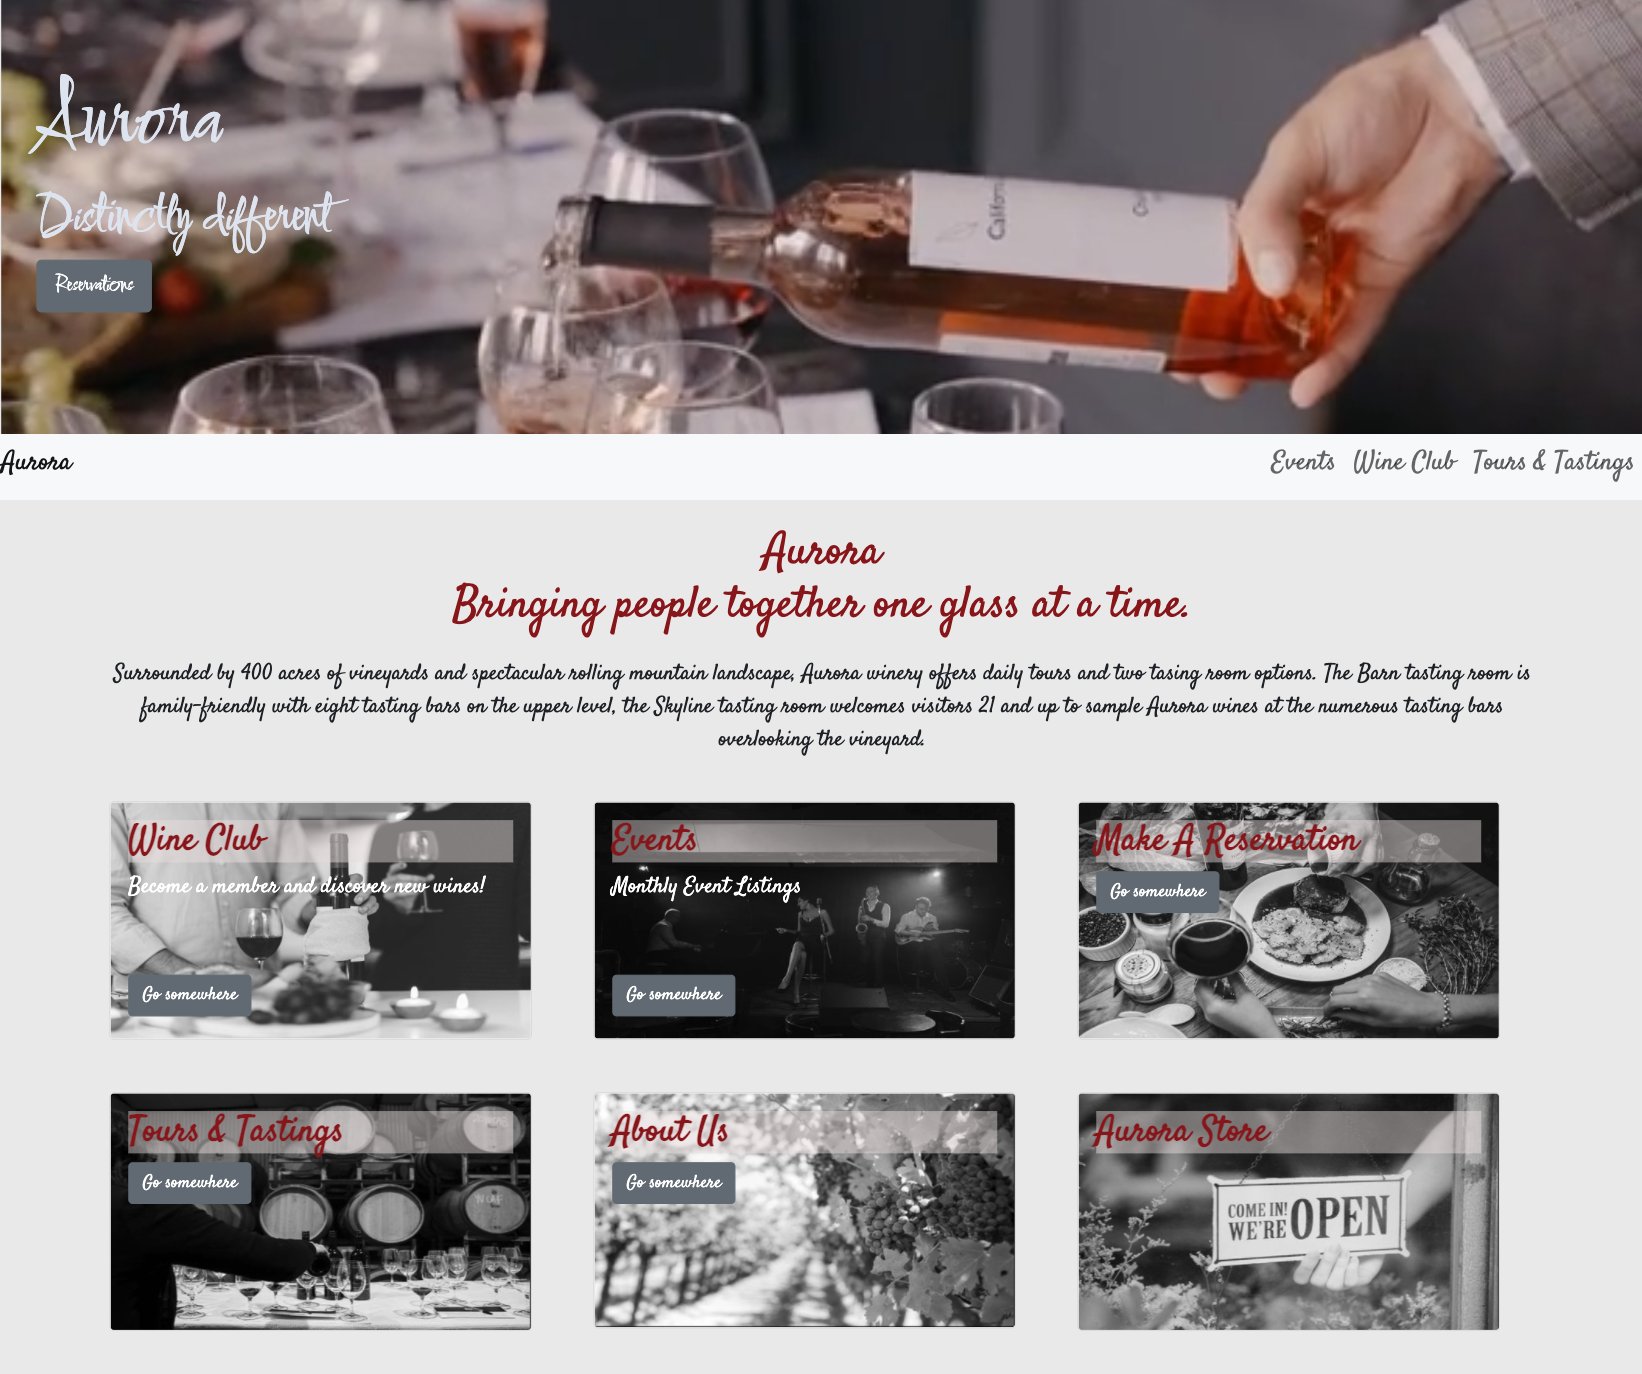 Aurora
Distinctly different
Reservations
Californ
Aurora
Events Wine Club Tours & Tastings
Aurora
Bringing people together one glass at a time.
Surrounded by 400 acres of vineyards and spectacular rolling mountain landscape, Aurora winery offers daily tours and two tasing room options. The Barn tasting room is
family-friendly with eight tasting bars on the upper level, the Skyline tasting room welcomes visitors 21 and up to sample Aurora wines at the numerous tasting bars
overlooking the vineyard.
Wine Club
Become a member and discover new wines!
Go somewhere
Events
Monthly Event Listings
Go somewhere
Make A Reservation
Go somewhere
Tours & Tastings
Go somewhere
About Us
Go somewhere
Aurora Store
COME IN!
WE'RE OPEN